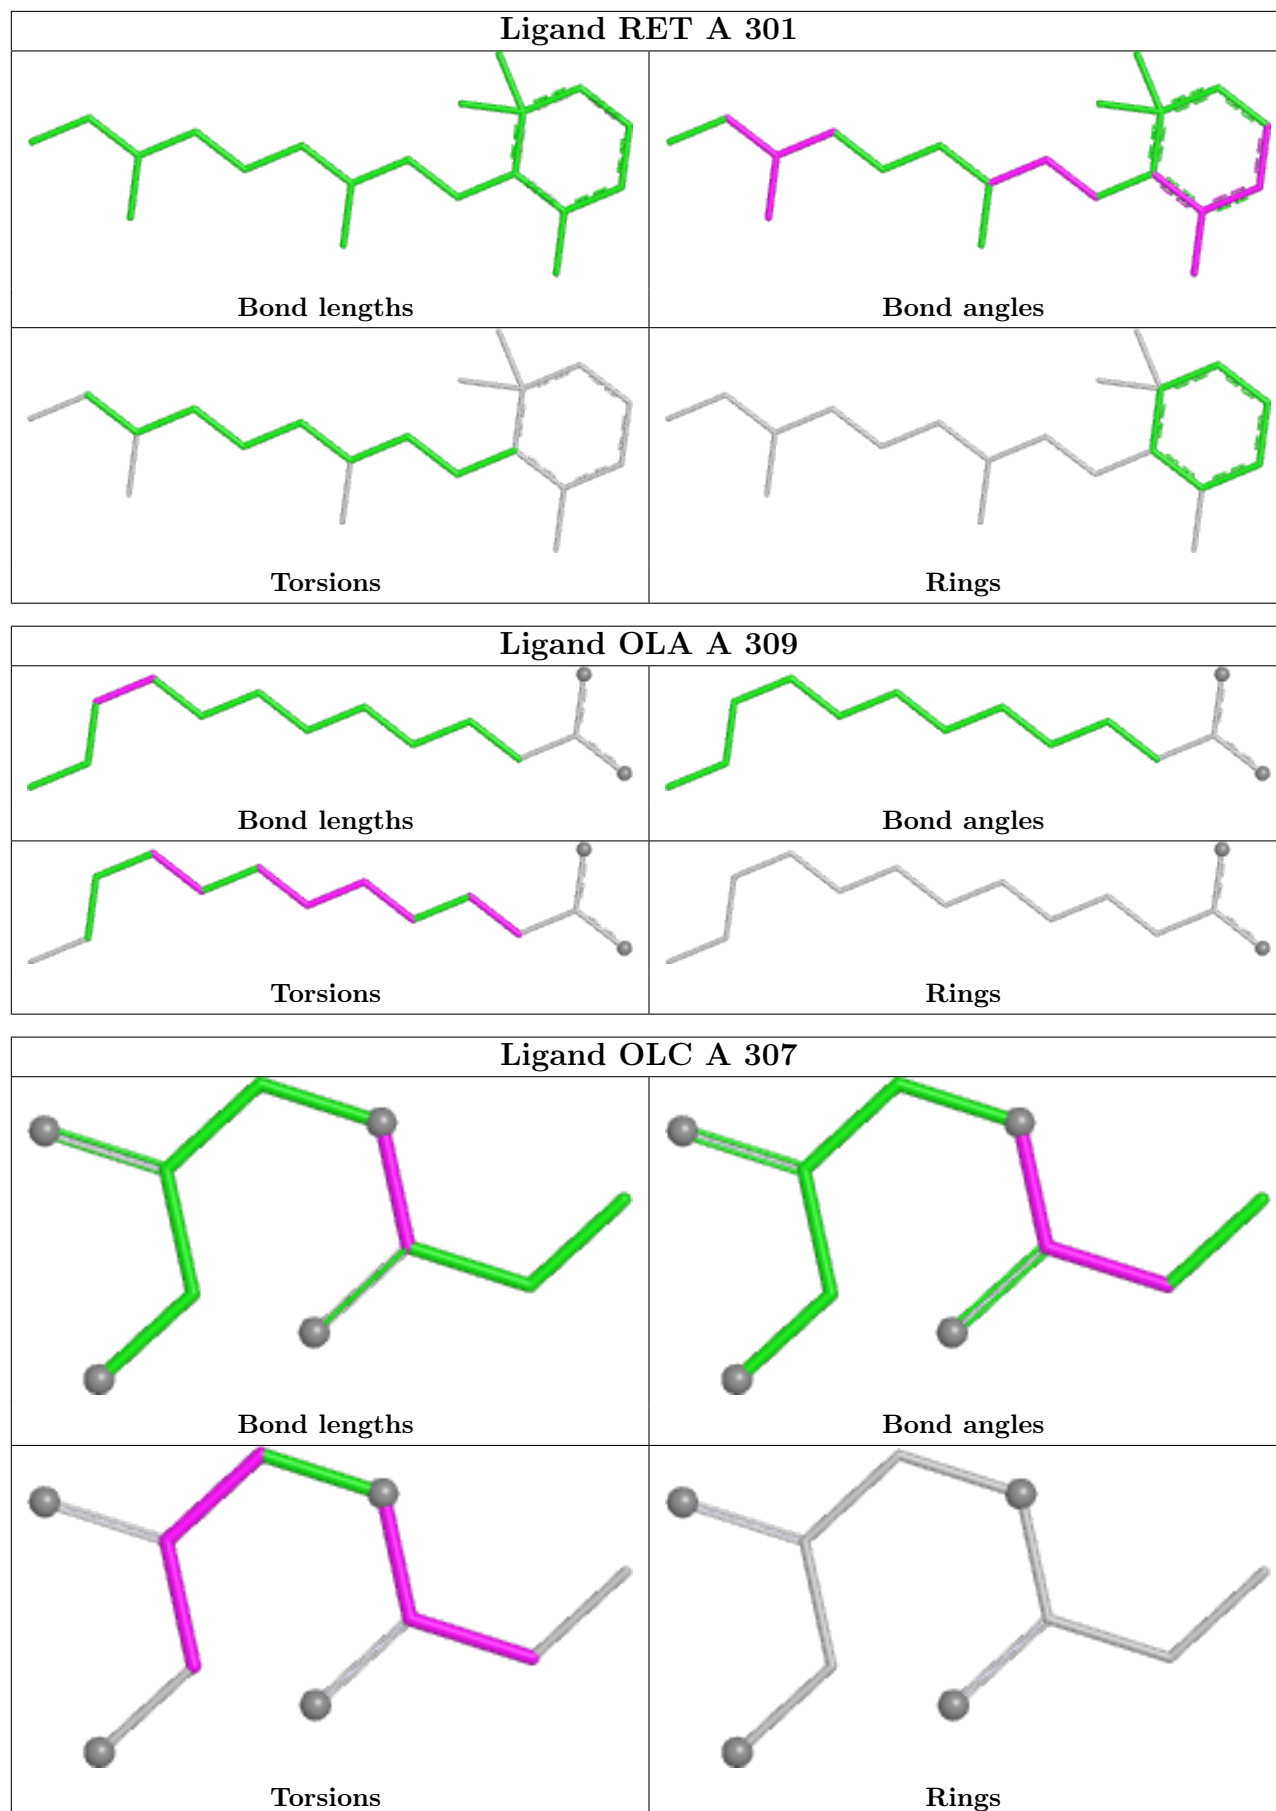 Ligand RET A 301
Bond lengths
Bond angles
Torsions
Rings
Ligand OLA A 309
Bond lengths
Bond angles
Torsions
Rings
Ligand OLC A 307
Bond lengths
Bond angles
Torsions
Rings